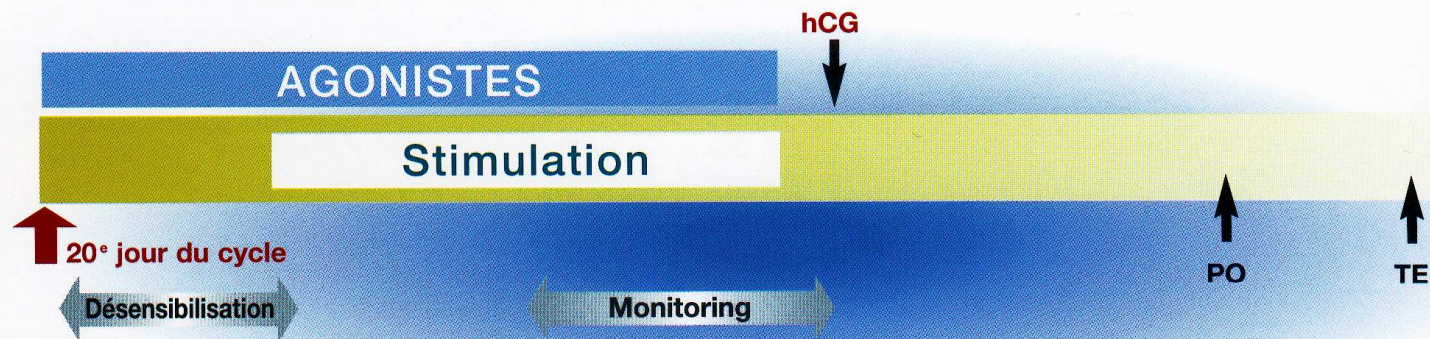 hCG
AGONISTES
Stimulation
20e jour du cycle
PO
TE
Désensibilisation
Monitoring